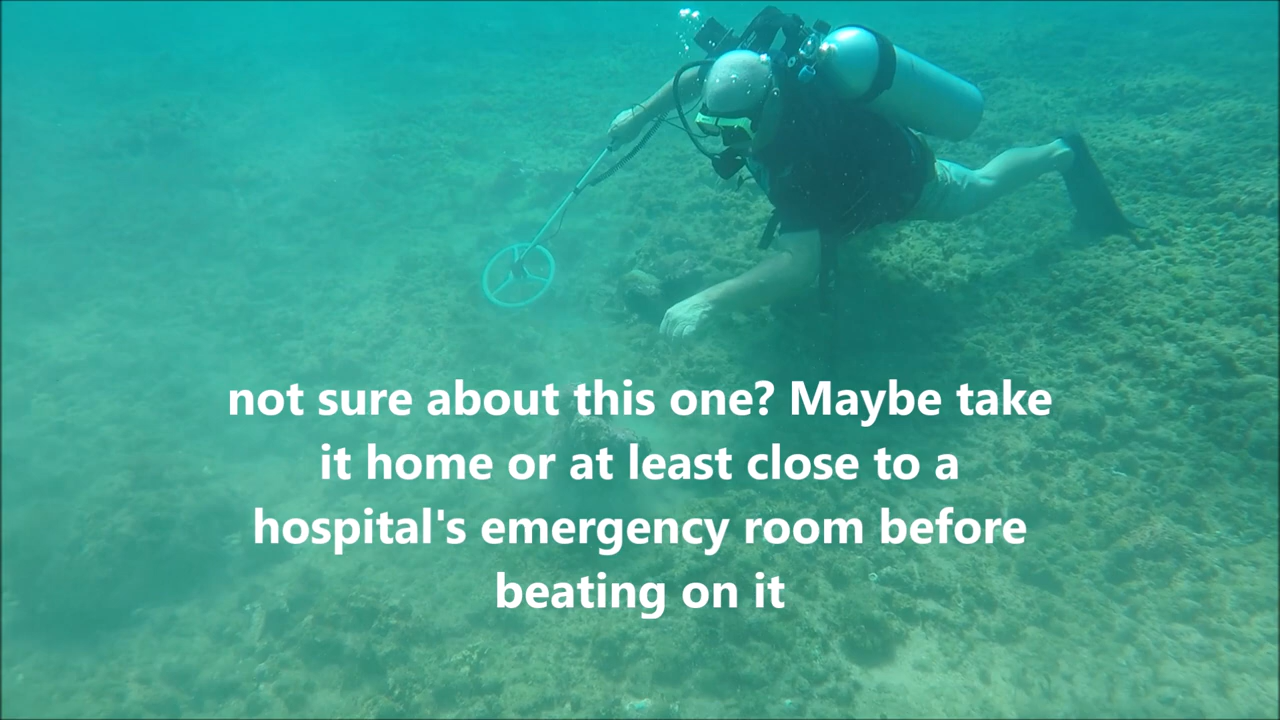 not sure about this one? Maybe take
it home or at least close to a
hospital's emergency room before
beating on it